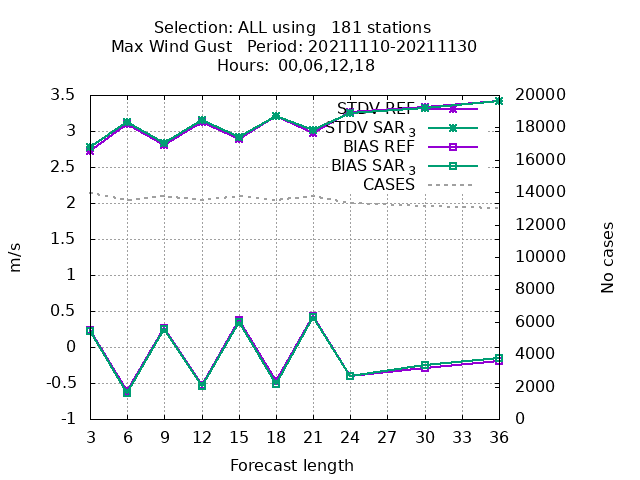 Selection: ALL using   181 stations
Max Wind Gust   Period: 20211110-20211130
Hours:  00,06,12,18
3.5
3
2.5
2
1.5
1
0.5
0
-0.5
-1
m/s
20000
18000
16000
14000
12000
10000
8000
6000
4000
2000
0
No cases
STDV REF
STDV SAR3
BIAS REF
BIAS SAR3
CASES
3 6 9 12 15 18 21 24 27 30 33 36
Forecast length